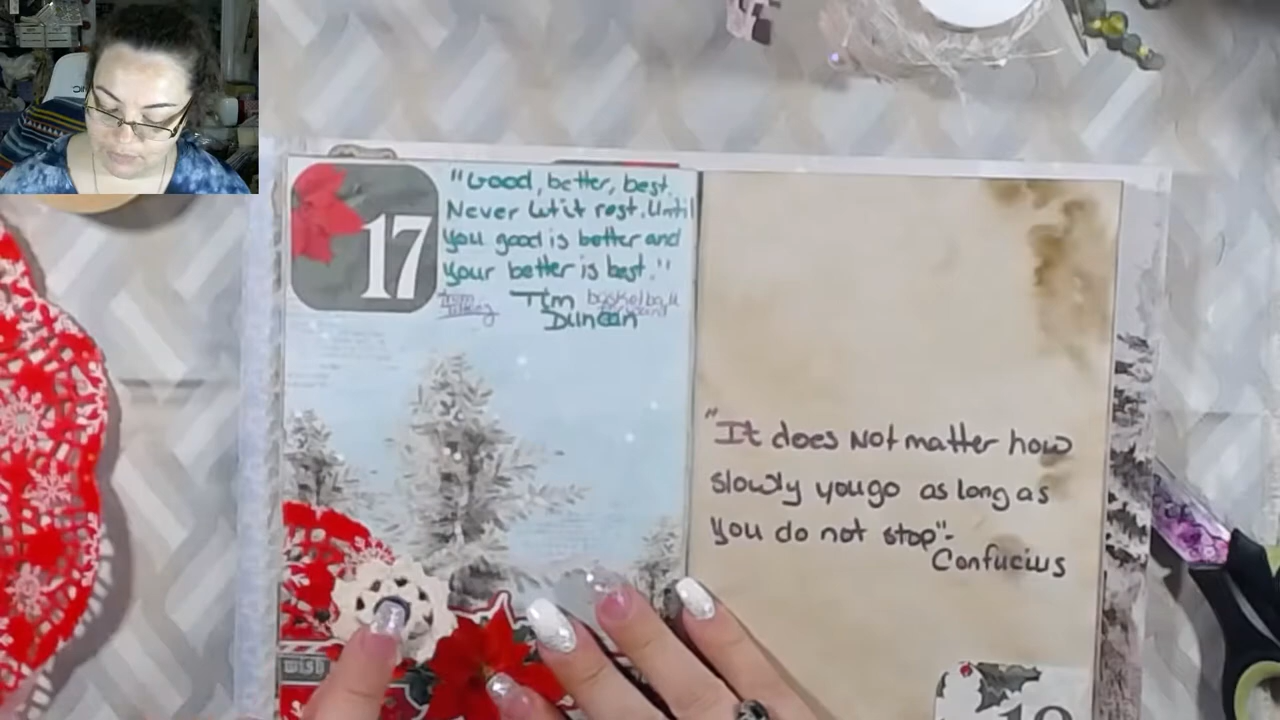 17
"Good, better, best.
Never let it rest. Until
you good is better and
your better is best."
Tim basketball
Duncan
"It does Not matter how
slowly you go as long as
you do not stop"-
Confucius